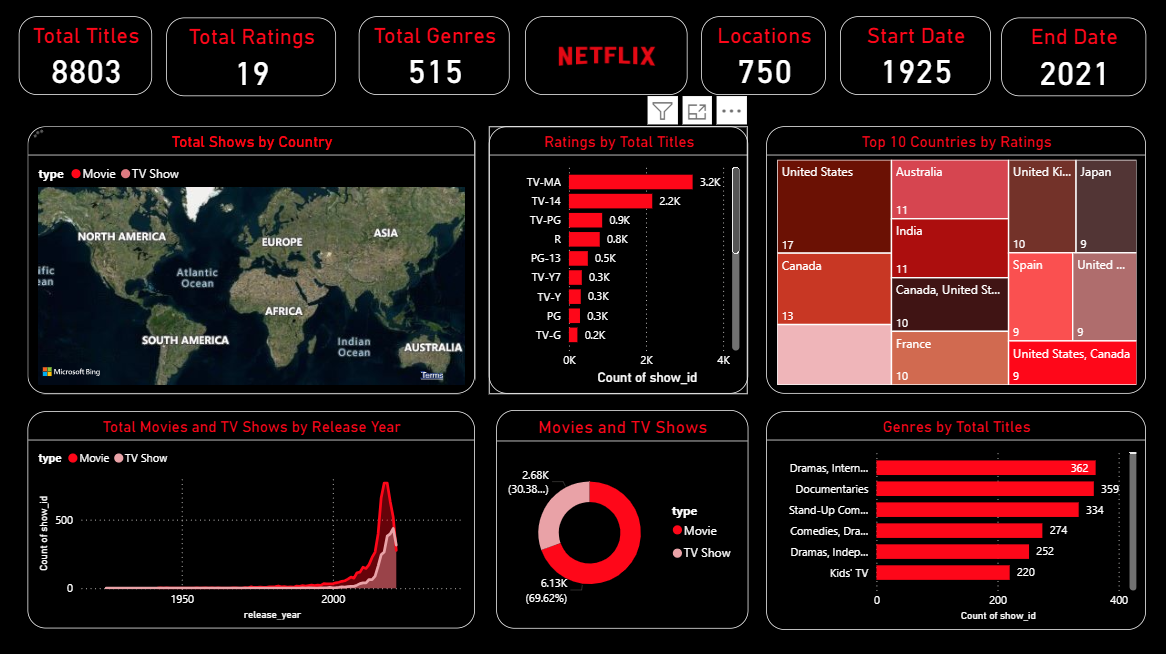 Total Titles
8803
Total Ratings
19
Total Genres
515
NETFLIX
Locations
750
Start Date
1925
End Date
2021
Total Shows by Country
type Movie TV Show
NORTH AMERICA
EUROPE
ASIA
ific
ean
Atlantic
Ocean
AFRICA
SOUTH AMERICA
Indian
Ocean
AUSTRALIA
Microsoft Bing
Terms
Ratings by Total Titles
TV-MA 3.2K
TV-14 2.2K
TV-PG 0.9K
R 0.8K
PG-13 0.5K
TV-Y7 0.3K
TV-Y 0.3K
PG 0.3K
TV-G 0.2K
0K 2K 4K
Count of show_id
Top 10 Countries by Ratings
United States
17
Canada
13
Australia
11
India
11
Canada, United St...
10
France
10
United Ki...
10
Japan
9
Spain
9
United ...
9
United States, Canada
9
Total Movies and TV Shows by Release Year
type Movie TV Show
Count of show_id
500
0
1950 2000
release_year
Movies and TV Shows
2.68K
(30.38...)
6.13K
(69.62%)
type
Movie
TV Show
Genres by Total Titles
Dramas, Intern... 362
Documentaries 359
Stand-Up Com... 334
Comedies, Dra... 274
Dramas, Indep... 252
Kids' TV 220
0 200 400
Count of show_id